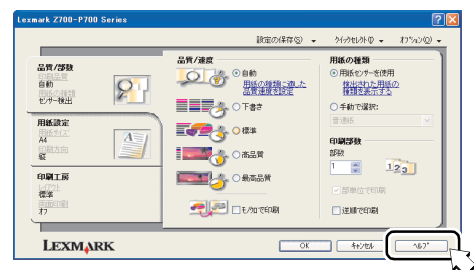 Lexmark Z700-P700 Series
設定の保存(S) クイックセレクト(I) オプション(O)
品質/部数
印刷品質
自動
用紙の種類
センサー検出
用紙設定
用紙サイズ
A4
印刷方向
縦
印刷工房
レイアウト
標準
両面印刷
オフ
品質/速度
自動
用紙の種類に適した
品質速度を設定
下書き
標準
高品質
最高品質
モノクロで印刷
用紙の種類
用紙センサーを使用
検出された用紙の
種類を表示する
手動で選択:
普通紙
印刷部数
部数
1
123
部単位で印刷
逆順で印刷
LEXMARK
OK キャンセル ヘルプ